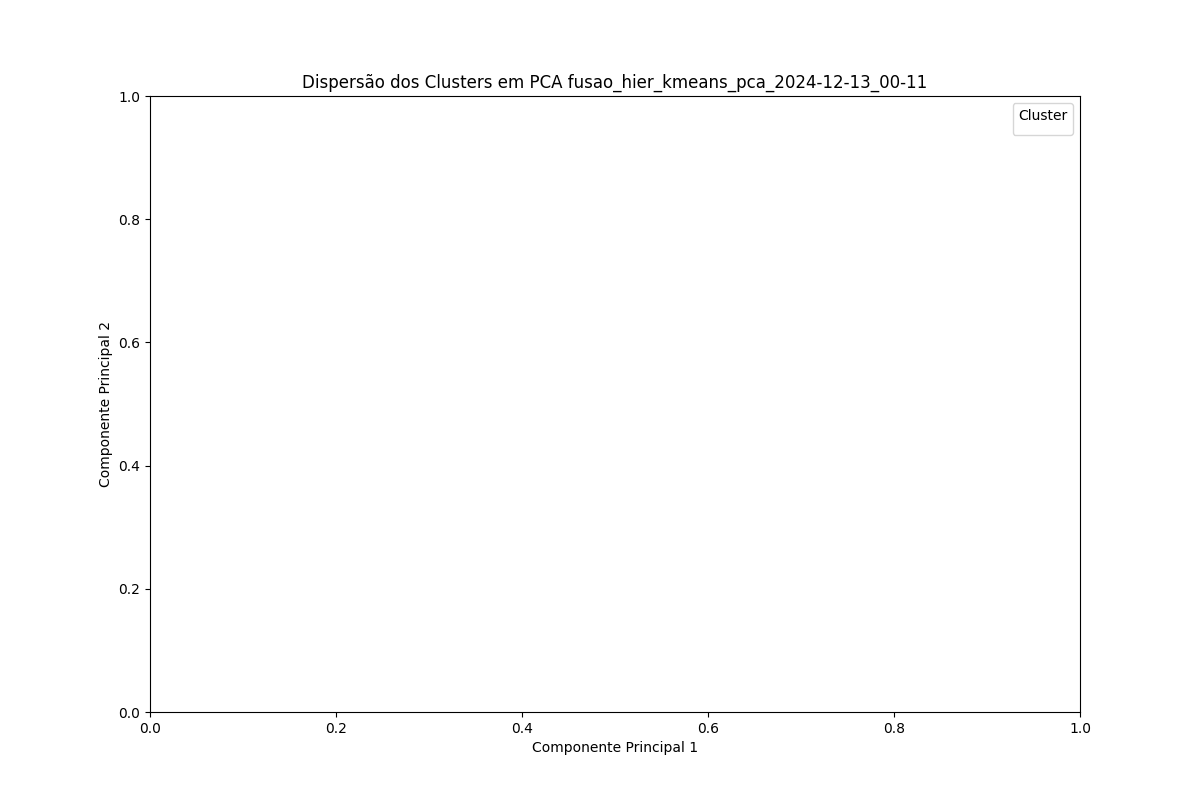 Dispersão dos Clusters em PCA fusao_hier_kmeans_pca_2024-12-13_00-11
Cluster
1.0
0.8
0.6
0.4
0.2
0.0
Componente Principal 2
0.0 0.2 0.4 0.6 0.8 1.0
Componente Principal 1